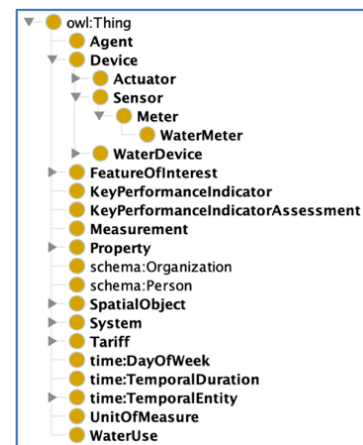 owl:Thing
Agent
Device
Actuator
Sensor
Meter
WaterMeter
WaterDevice
FeatureOfInterest
KeyPerformanceIndicator
KeyPerformanceIndicatorAssessment
Measurement
Property
schema:Organization
schema:Person
SpatialObject
System
Tariff
time:DayOfWeek
time:TemporalDuration
time:TemporalEntity
UnitOfMeasure
WaterUse